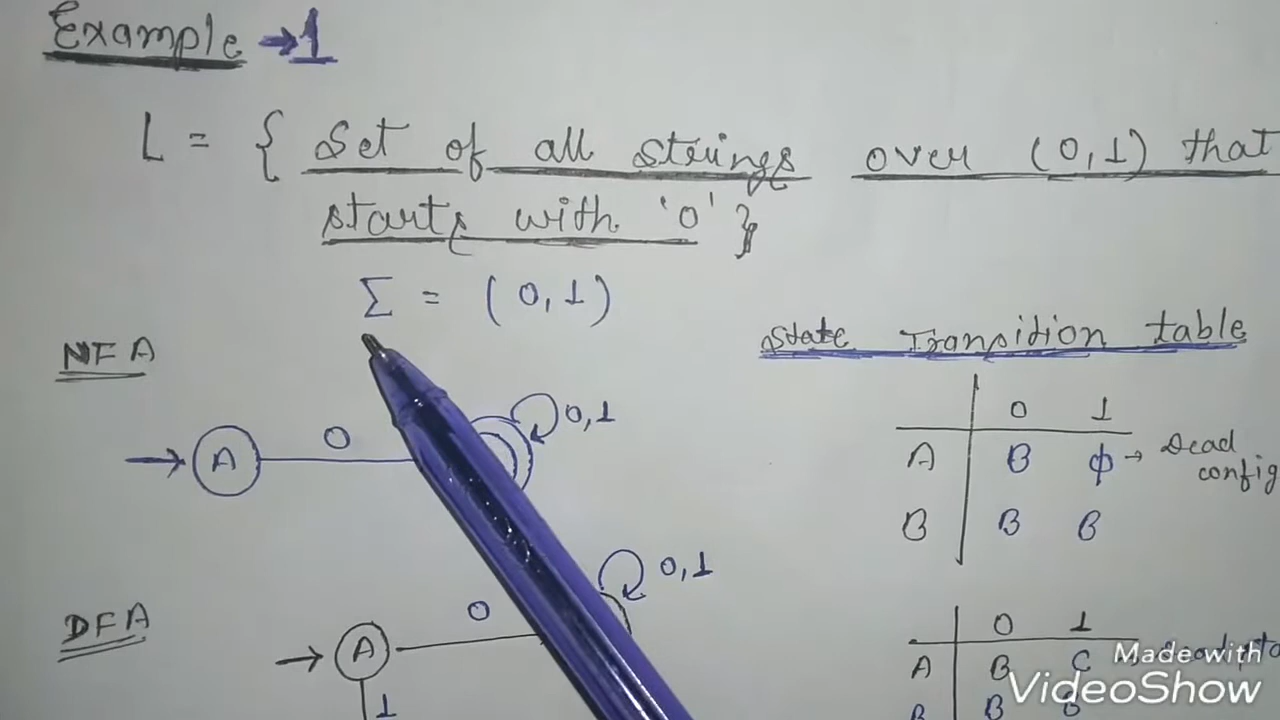 Example → 1
L = { Set of all strings over (0,1) that
starts with '0' }
Σ = (0,1)
NFA
A 0 0,1
State Transition table
0 1
A B ϕ → Dead
config
B B B
DFA
A 0 0,1
1
0 1
A B C →
B B B
Made with
VideoShow